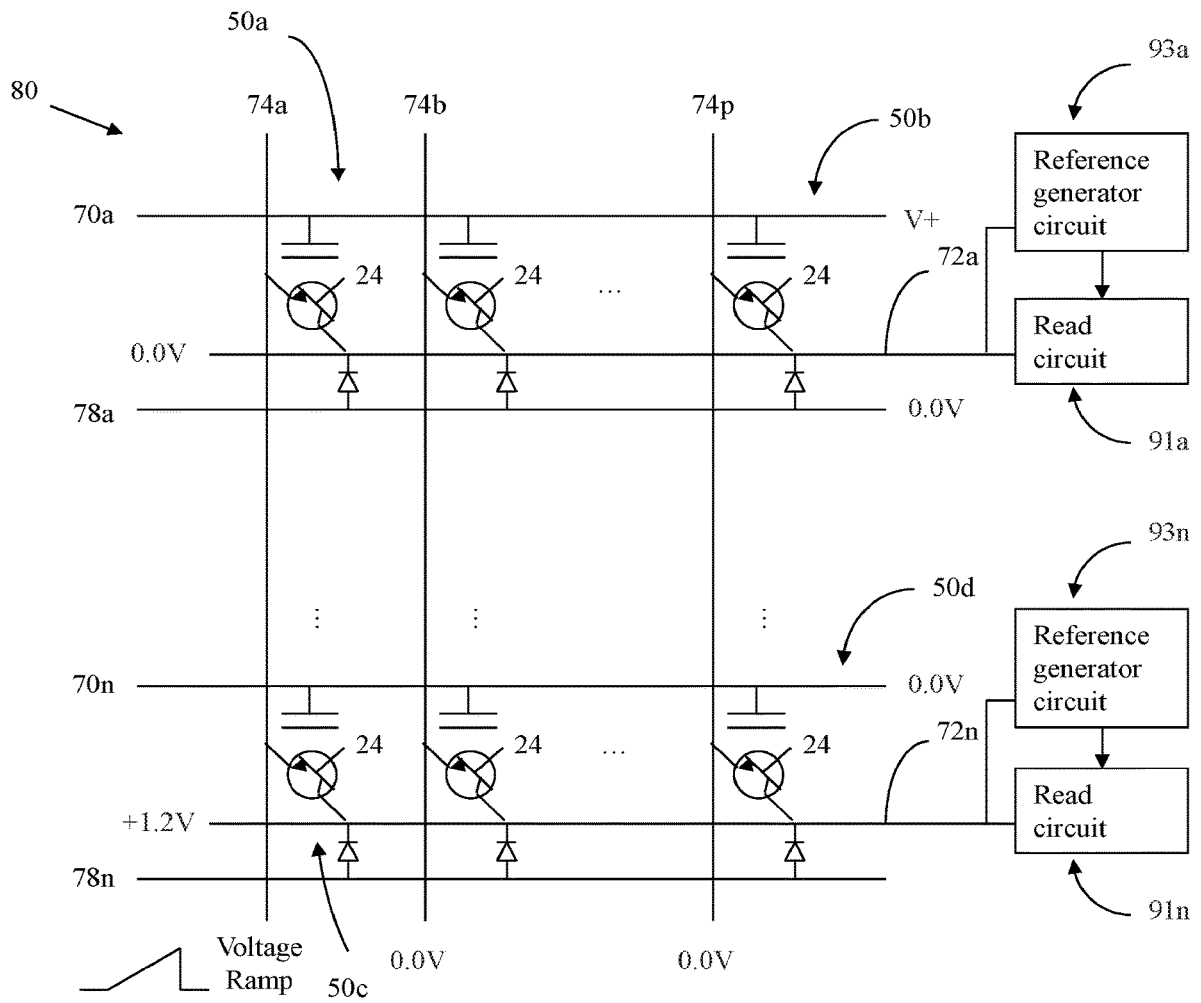 50a
93a
80
74a 74b 74p
50b
Reference
generator
circuit
70a
V+
72a
24 24 24
...
Read
circuit
0.0V
78a
0.0V
91a
93n
50d
...
...
...
Reference
generator
circuit
70n
0.0V
72n
24 24 24
...
Read
circuit
+1.2V
78n
91n
Voltage
Ramp
50c
0.0V
0.0V